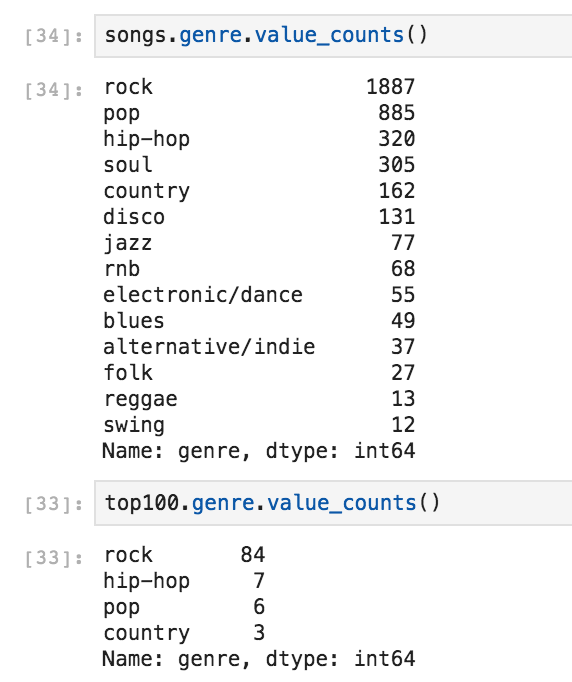 [34]: songs.genre.value_counts()
[34]: rock 1887
pop 885
hip-hop 320
soul 305
country 162
disco 131
jazz 77
rnb 68
electronic/dance 55
blues 49
alternative/indie 37
folk 27
reggae 13
swing 12
Name: genre, dtype: int64
[33]: top100.genre.value_counts()
[33]: rock 84
hip-hop 7
pop 6
country 3
Name: genre, dtype: int64